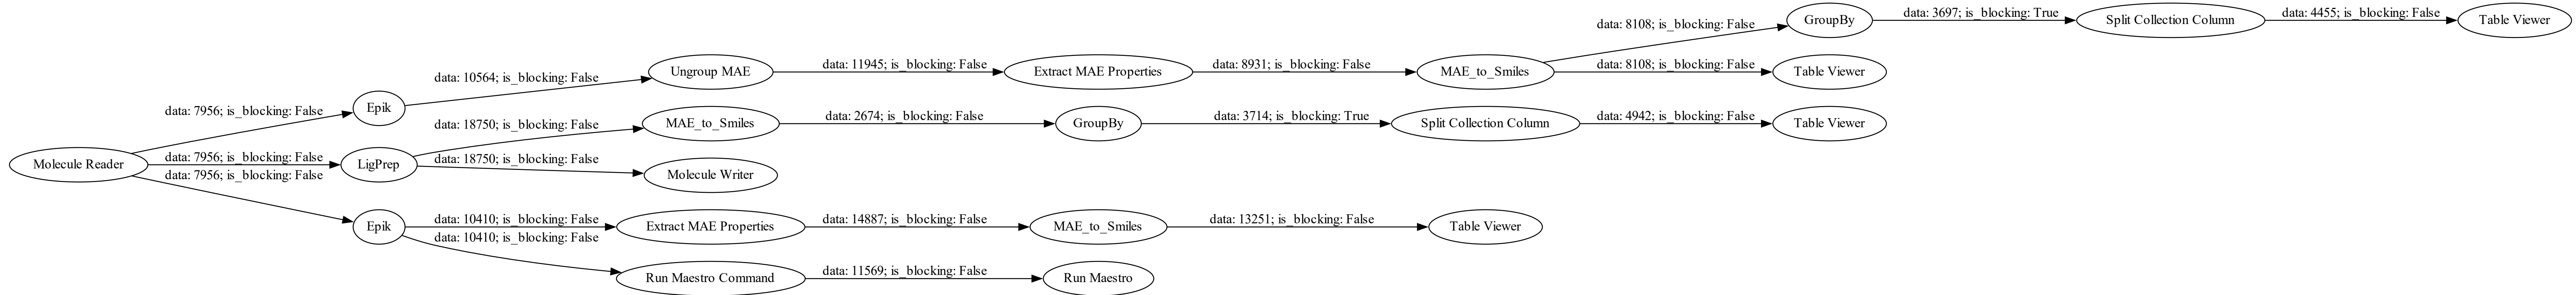 GroupBy
data: 3697; is_blocking: True
Split Collection Column
data: 4455; is_blocking: False
Table Viewer
data: 8108; is_blocking: False
Ungroup MAE
data: 11945; is_blocking: False
Extract MAE Properties
data: 8931; is_blocking: False
MAE_to_Smiles
data: 8108; is_blocking: False
Table Viewer
data: 10564; is_blocking: False
Epik
data: 7956; is_blocking: False
data: 18750; is_blocking: False
MAE_to_Smiles
data: 2674; is_blocking: False
GroupBy
data: 3714; is_blocking: True
Split Collection Column
data: 4942; is_blocking: False
Table Viewer
Molecule Reader
data: 7956; is_blocking: False
LigPrep
data: 18750; is_blocking: False
Molecule Writer
data: 7956; is_blocking: False
Epik
data: 10410; is_blocking: False
Extract MAE Properties
data: 14887; is_blocking: False
MAE_to_Smiles
data: 13251; is_blocking: False
Table Viewer
data: 10410; is_blocking: False
Run Maestro Command
data: 11569; is_blocking: False
Run Maestro